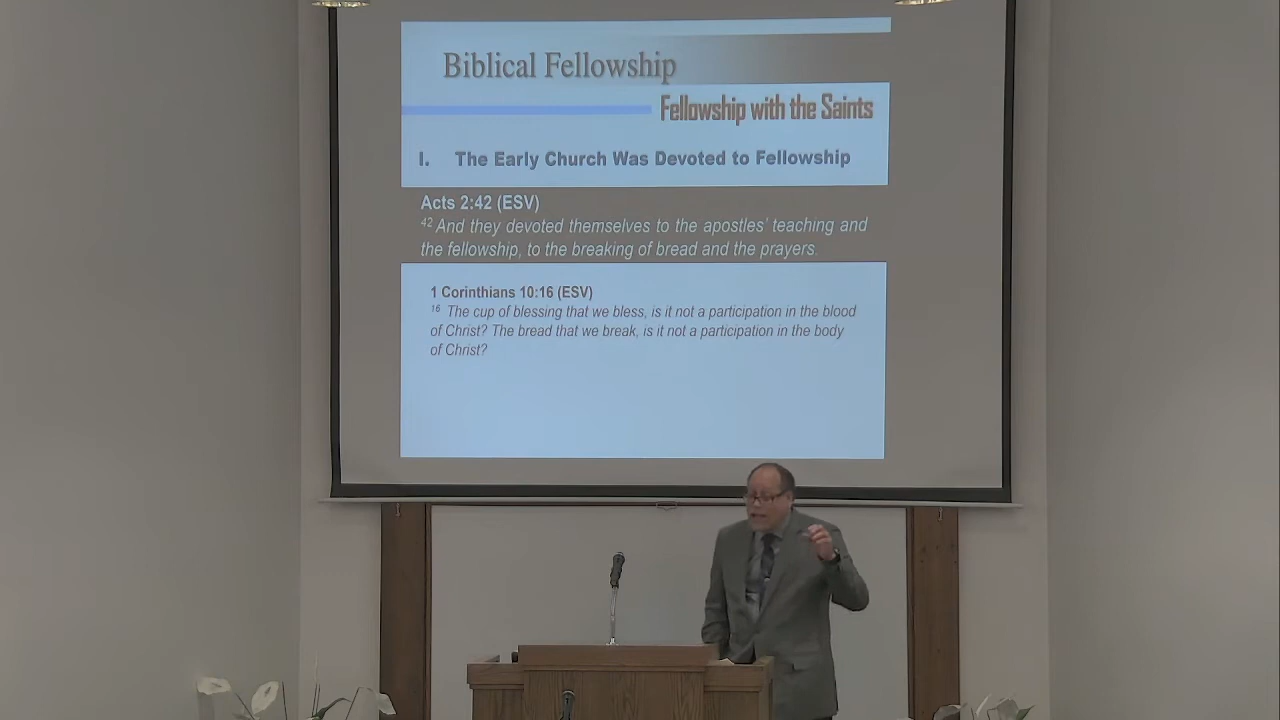 Biblical Fellowship
Fellowship with the Saints
I. The Early Church Was Devoted to Fellowship
Acts 2:42 (ESV)
42 And they devoted themselves to the apostles' teaching and
the fellowship, to the breaking of bread and the prayers.
1 Corinthians 10:16 (ESV)
16 The cup of blessing that we bless, is it not a participation in the blood
of Christ? The bread that we break, is it not a participation in the body
of Christ?